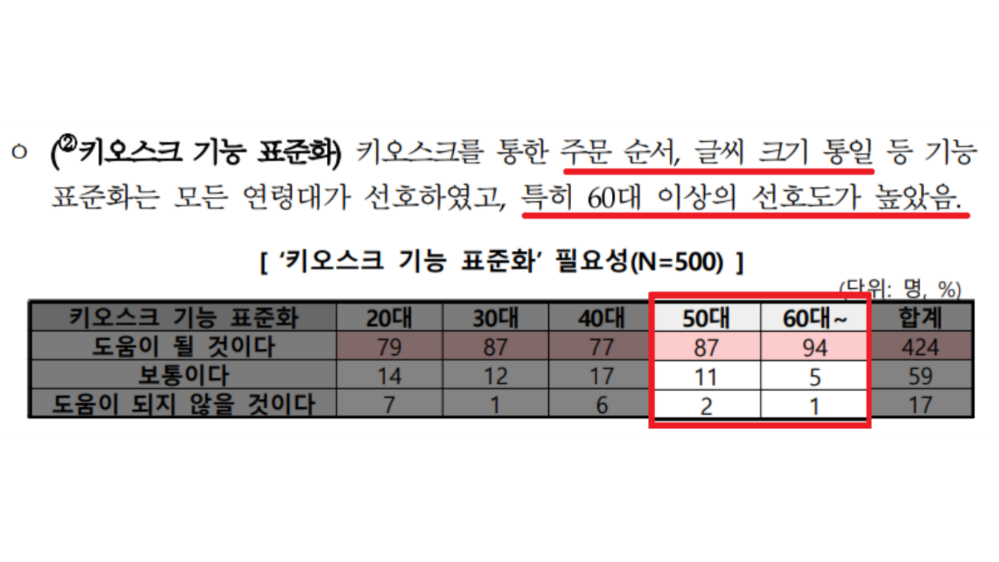 ㅇ (②키오스크 기능 표준화) 키오스크를 통한 주문 순서, 글씨 크기 통일 등 기능
표준화는 모든 연령대가 선호하였고, 특히 60대 이상의 선호도가 높았음.
[ ‘키오스크 기능 표준화’ 필요성(N=500) ]
(단위: 명, %)
키오스크 기능 표준화 20대 30대 40대 50대 60대~ 합계
도움이 될 것이다 79 87 77 87 94 424
보통이다 14 12 17 11 5 59
도움이 되지 않을 것이다 7 1 6 2 1 17